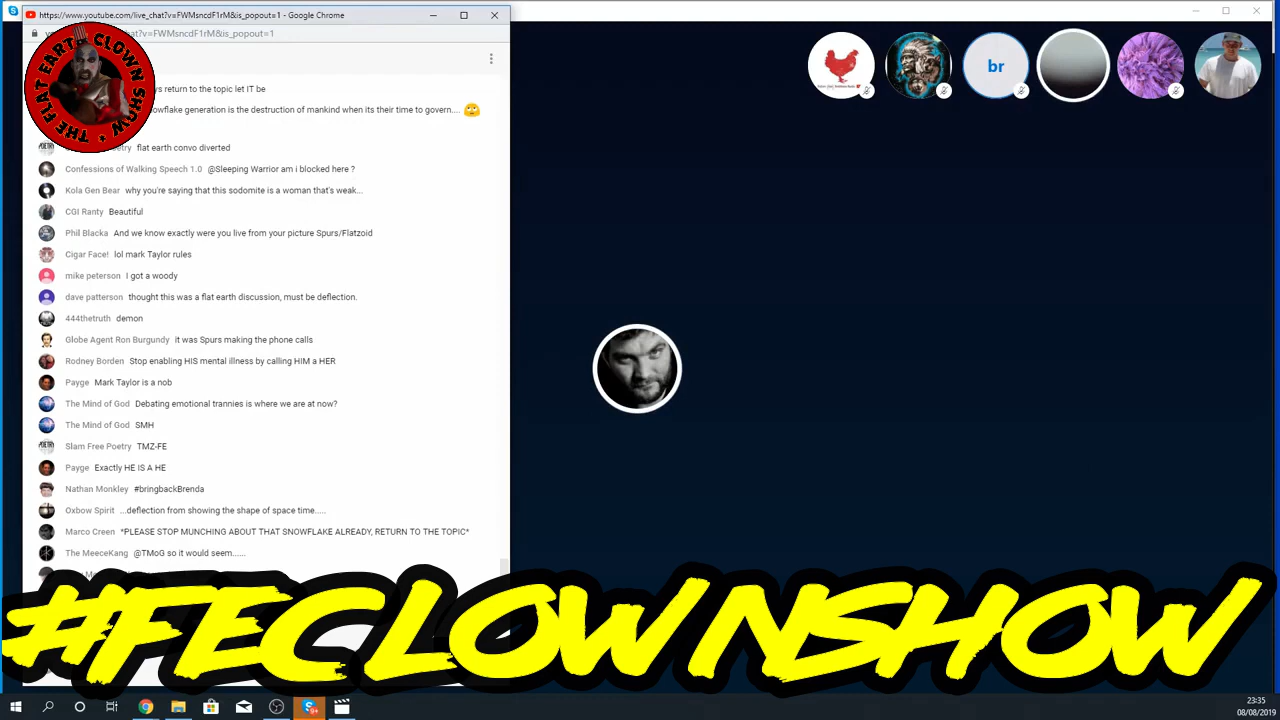 https://www.youtube.com/live_chat?v=FWMsncdF1rM&is_popout=1 - Google Chrome
chat?v=FWMsncdF1rM&is_popout=1
THE FLAT EARTH CLOWN SHOW
br
ys return to the topic let IT be
owflake generation is the destruction of mankind when its their time to govern....
oetry flat earth convo diverted
Confessions of Walking Speech 1.0 @Sleeping Warrior am i blocked here ?
Kola Gen Bear why you're saying that this sodomite is a woman that's weak...
CGI Ranty Beautiful
Phil Blacka And we know exactly were you live from your picture Spurs/Flatzoid
Cigar Face! lol mark Taylor rules
mike peterson I got a woody
dave patterson thought this was a flat earth discussion, must be deflection.
444thetruth demon
Globe Agent Ron Burgundy it was Spurs making the phone calls
Rodney Borden Stop enabling HIS mental illness by calling HIM a HER
Payge Mark Taylor is a nob
The Mind of God Debating emotional trannies is where we are at now?
The Mind of God SMH
Slam Free Poetry TMZ-FE
Payge Exactly HE IS A HE
Nathan Monkley #bringbackBrenda
Oxbow Spirit ...deflection from showing the shape of space time.....
Marco Creen *PLEASE STOP MUNCHING ABOUT THAT SNOWFLAKE ALREADY, RETURN TO THE TOPIC*
The MeeceKang @TMoG so it would seem......
#FECLOWNSHOW
23:35
08/08/2019